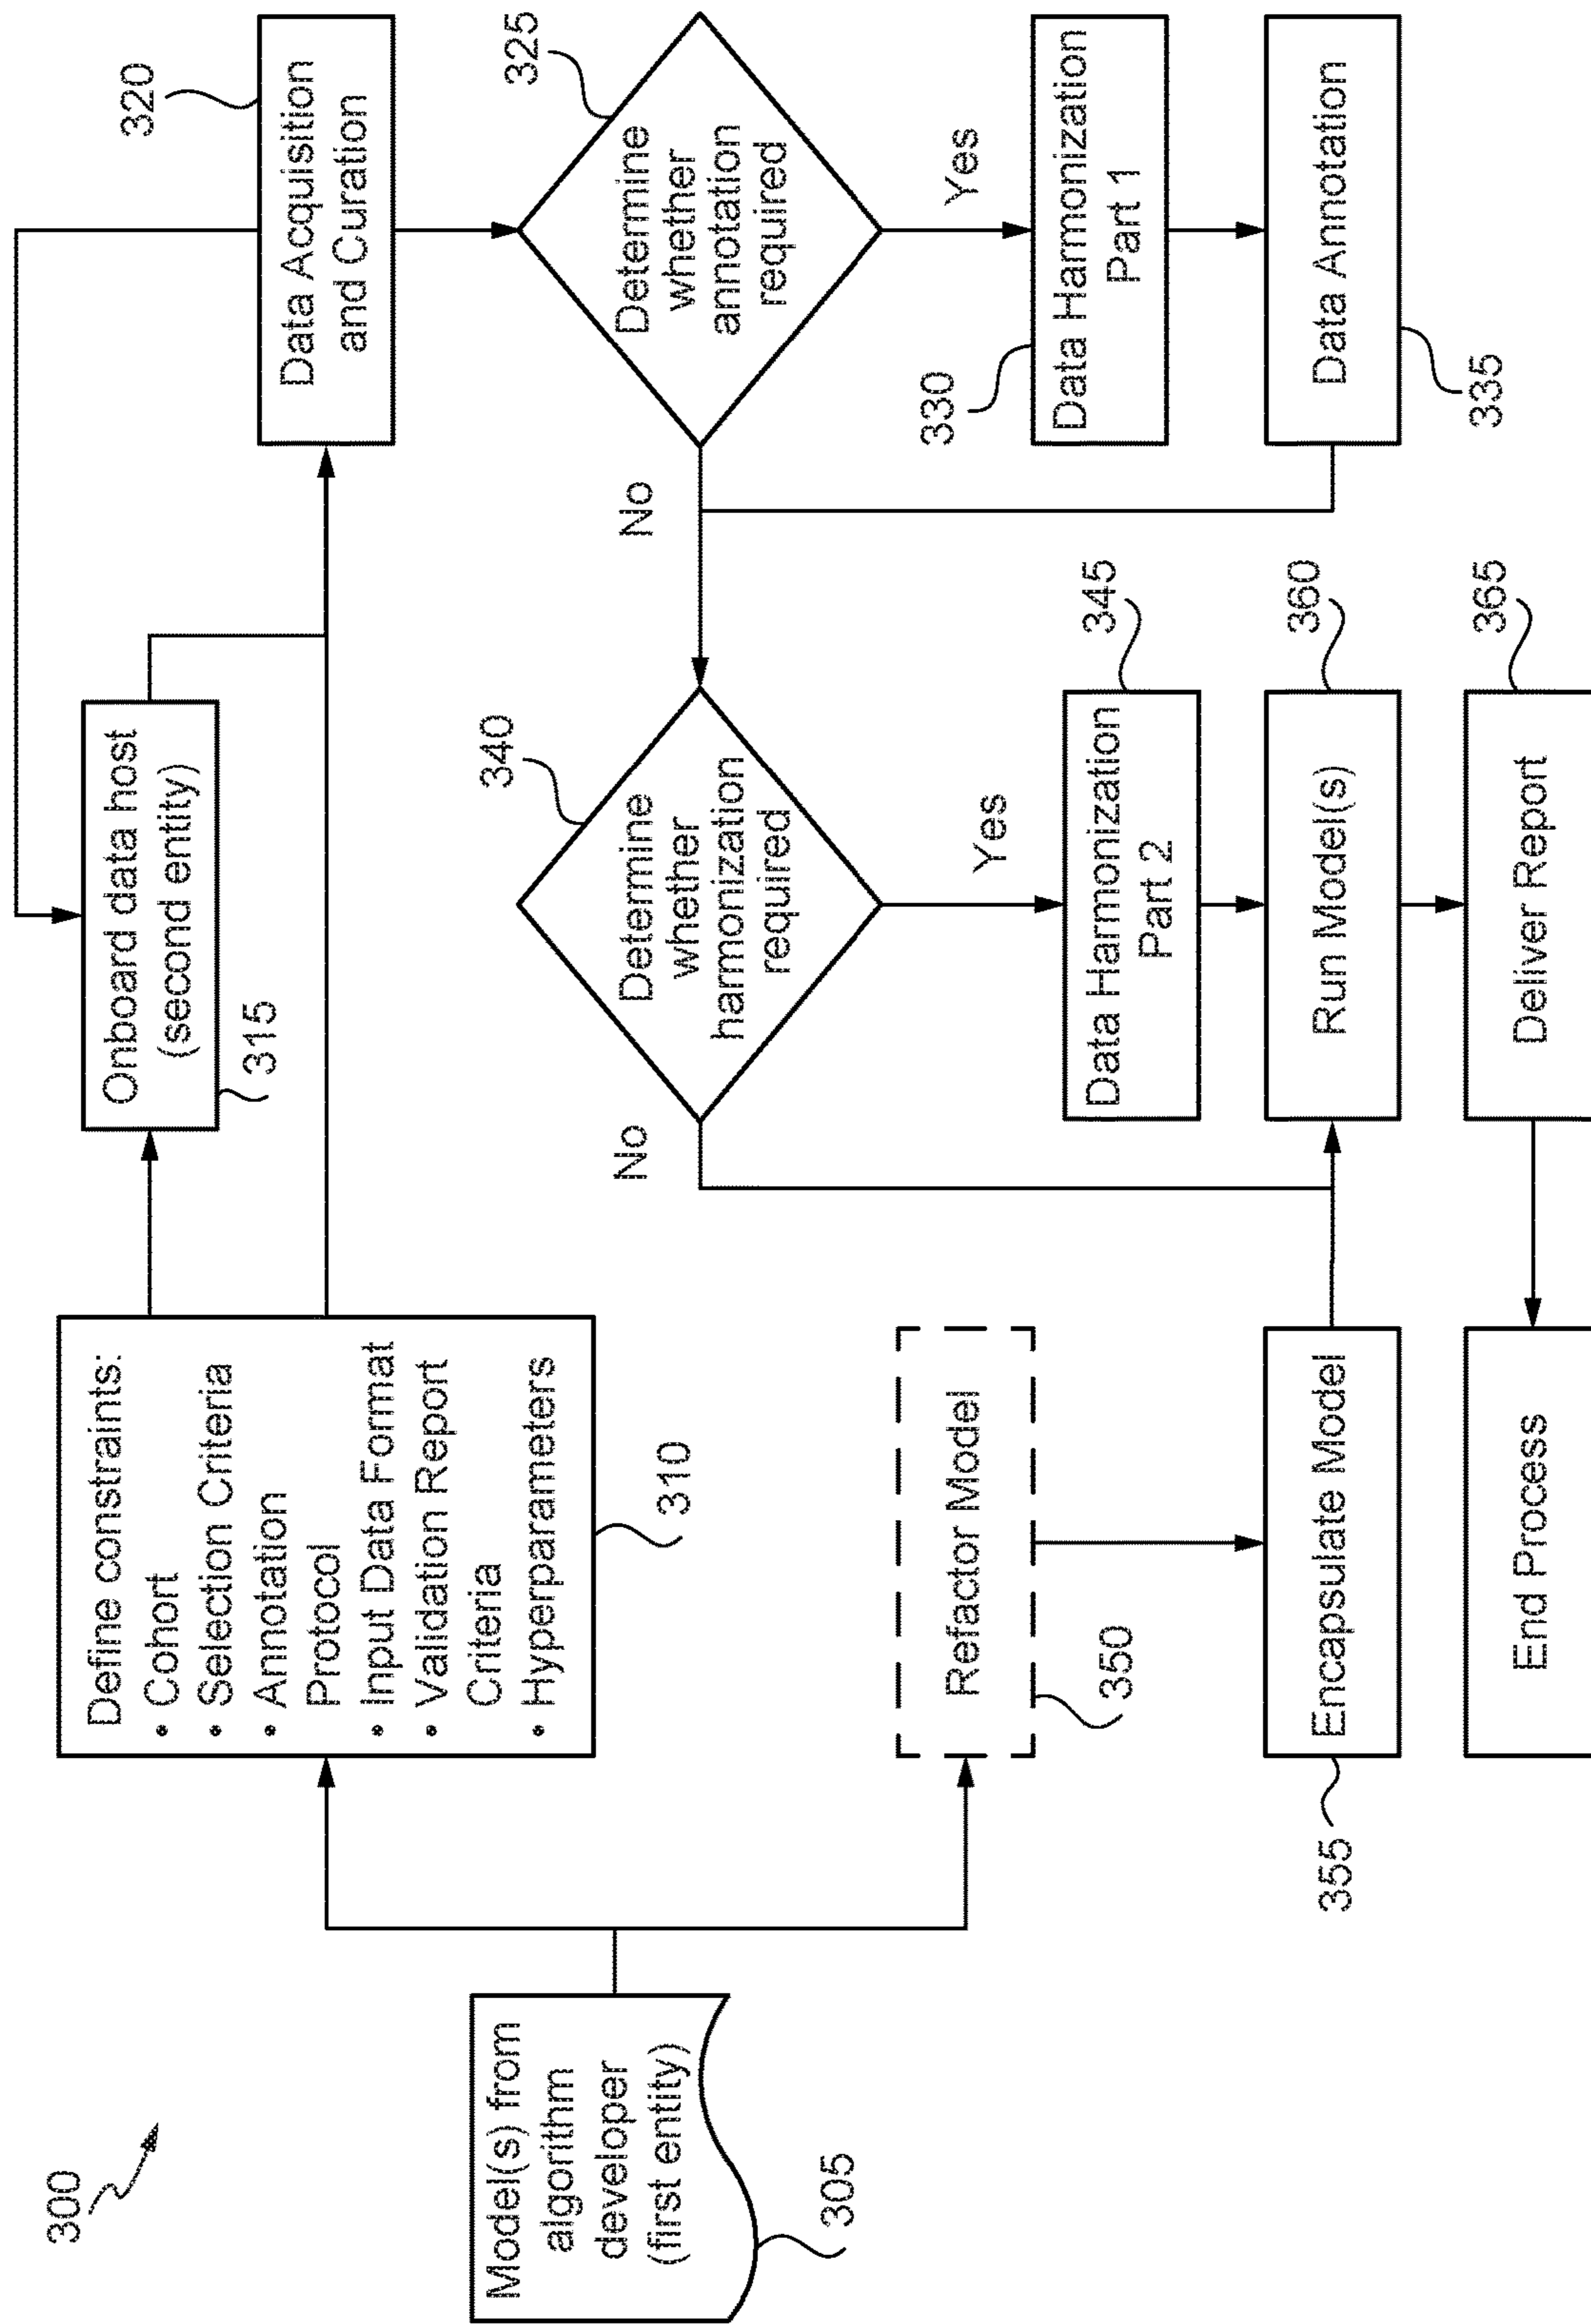 300
Model(s) from
algorithm
developer
(first entity)
305
Define constraints:
• Cohort
• Selection Criteria
• Annotation
Protocol
• Input Data Format
• Validation Report
Criteria
• Hyperparameters
310
Onboard data host
(second entity)
315
Data Acquisition
and Curation
320
Determine
whether
annotation
required
325
Yes
No
Data Harmonization
Part 1
330
Data Annotation
335
Determine
whether
harmonization
required
340
Yes
No
Data Harmonization
Part 2
345
Refactor Model
350
Encapsulate Model
355
Run Model(s)
360
Deliver Report
365
End Process